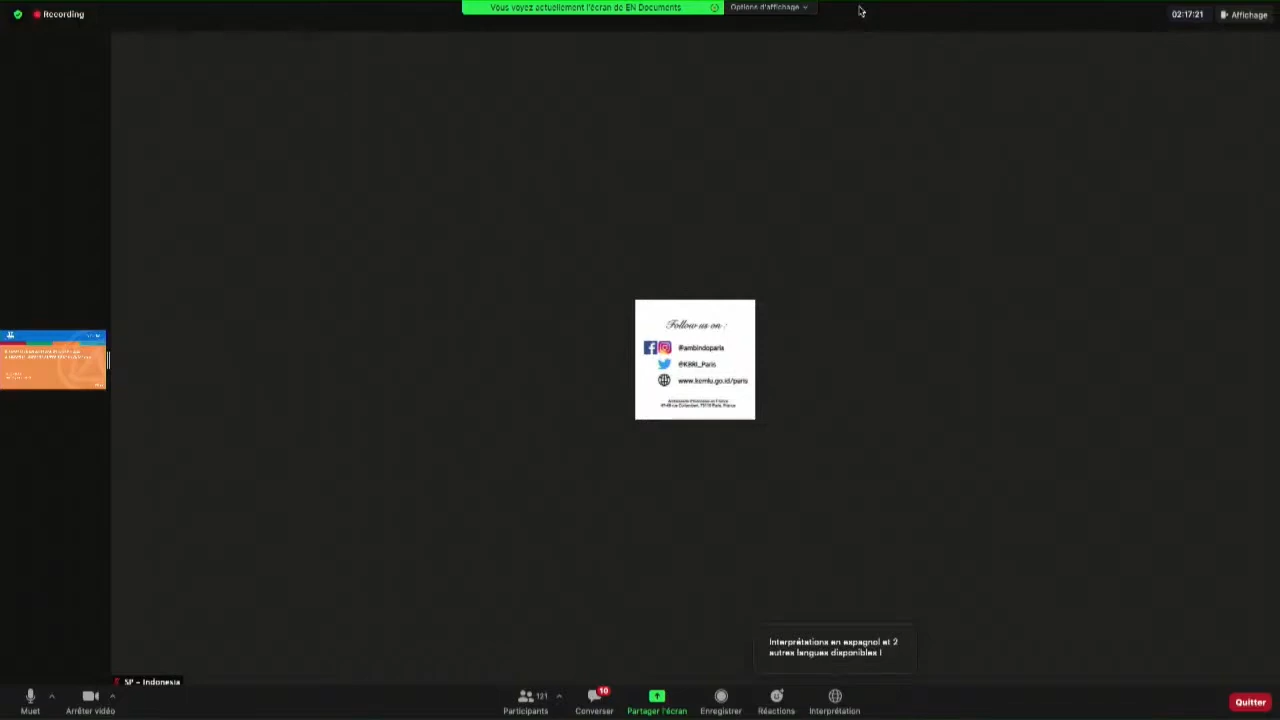 Recording
Vous voyez actuellement l'écran de EN Documents
Options d'affichage
02:17:21
Affichage
Follow us on :
@ambindoparis
@KBRI_Paris
www.kemlu.go.id/paris
Interprétations en espagnol et 2
autres langues disponibles !
SP - Indonesia
Muet
Arrêter vidéo
Participants
121
Converser
10
Partager l'écran
Enregistrer
Réactions
Interprétation
Quitter